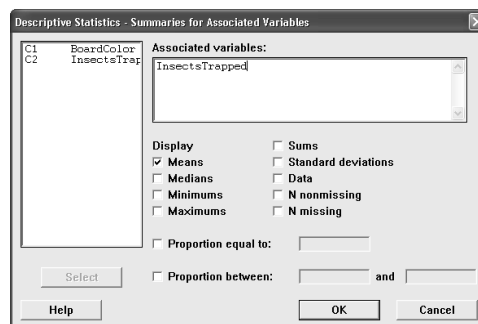 Descriptive Statistics - Summaries for Associated Variables
C1 BoardColor
C2 InsectsTrap
Associated variables:
InsectsTrapped
Display
Means
Medians
Minimums
Maximums
Sums
Standard deviations
Data
N nonmissing
N missing
Proportion equal to:
Proportion between:
and
Select
Help
OK
Cancel